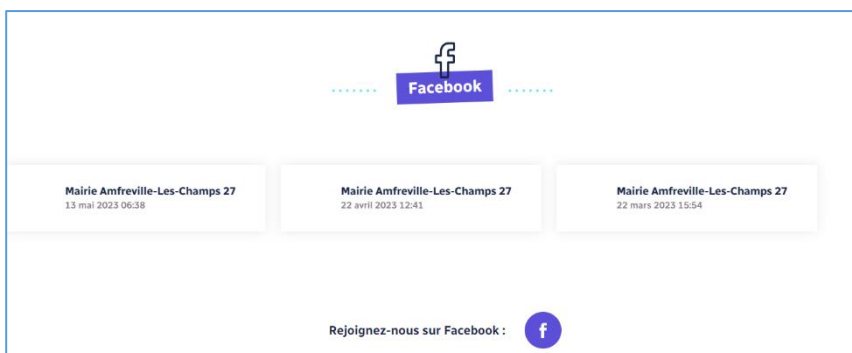 Facebook
Mairie Amfreville-Les-Champs 27
13 mai 2023 06:38
Mairie Amfreville-Les-Champs 27
22 avril 2023 12:41
Mairie Amfreville-Les-Champs 27
22 mars 2023 15:54
Rejoignez-nous sur Facebook :